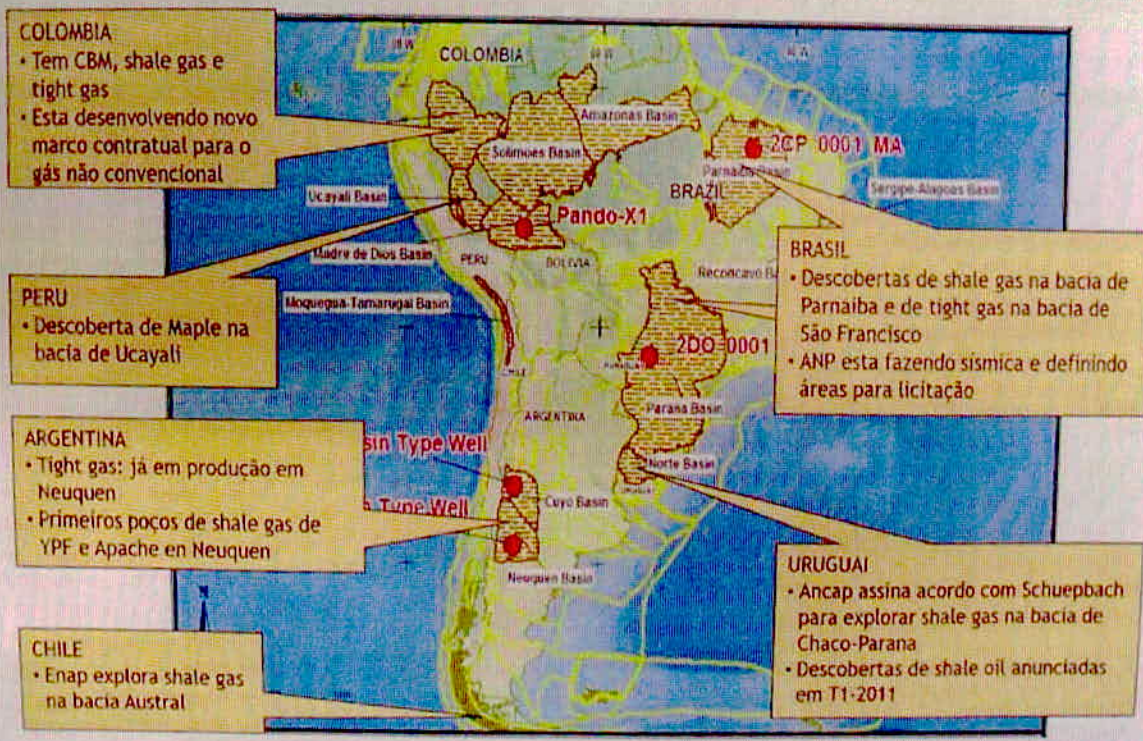 COLOMBIA
• Tem CBM, shale gas e
tight gas
• Esta desenvolvendo novo
marco contratual para o
gás não convencional
PERU
• Descoberta de Maple na
bacia de Ucayali
ARGENTINA
• Tight gas: já em produção em
Neuquen
• Primeiros poços de shale gas de
YPF e Apache en Neuquen
CHILE
• Enap explora shale gas
na bacia Austral
COLOMBIA
Amazonas Basin
Solimoes Basin
Ucayali Basin
Pando-X1
Madre de Dios Basin
PERU
BOLIVIA
Moquegua-Tamarugal Basin
CHILE
2CP 0001 MA
Parnaiba Basin
BRAZIL
Sergipe-Alagoas Basin
Reconcavo Ba
2DO 0001
Parana Basin
ARGENTINA
Norte Basin
sin Type Well
Type Well
Cuyo Basin
Neuquen Basin
N
BRASIL
• Descobertas de shale gas na bacia de
Parnaiba e de tight gas na bacia de
São Francisco
• ANP esta fazendo sísmica e definindo
áreas para licitação
URUGUAI
• Ancap assina acordo com Schuepbach
para explorar shale gas na bacia de
Chaco-Parana
• Descobertas de shale oil anunciadas
em T1-2011